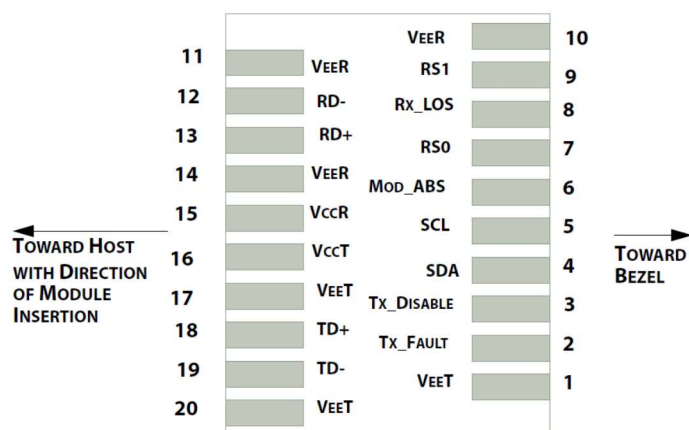 11 VEER
12 RD-
13 RD+
14 VEER
15 VCCR
16 VCCT
17 VEET
18 TD+
19 TD-
20 VEET
VEER 10
RS1 9
RX_LOS 8
RS0 7
MOD_ABS 6
SCL 5
SDA 4
TX_DISABLE 3
TX_FAULT 2
VEET 1
TOWARD HOST
WITH DIRECTION
OF MODULE
INSERTION
TOWARD
BEZEL